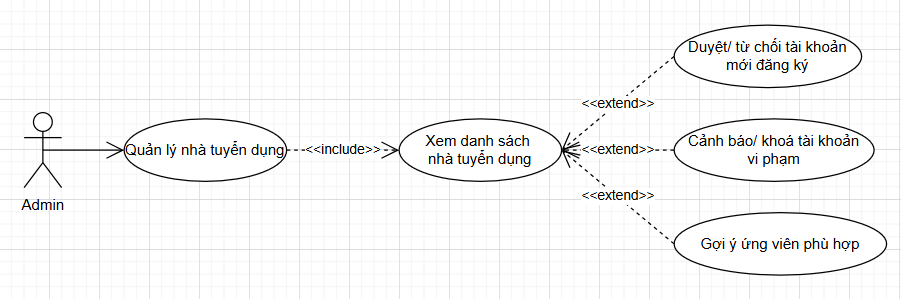 Duyệt/ từ chối tài khoản
mới đăng ký
<<extend>>
Xem danh sách
nhà tuyển dụng
Quản lý nhà tuyển dụng
<<include>>
<<extend>>
Cảnh báo/ khoá tài khoản
vi phạm
<<extend>>
Admin
Gợi ý ứng viên phù hợp